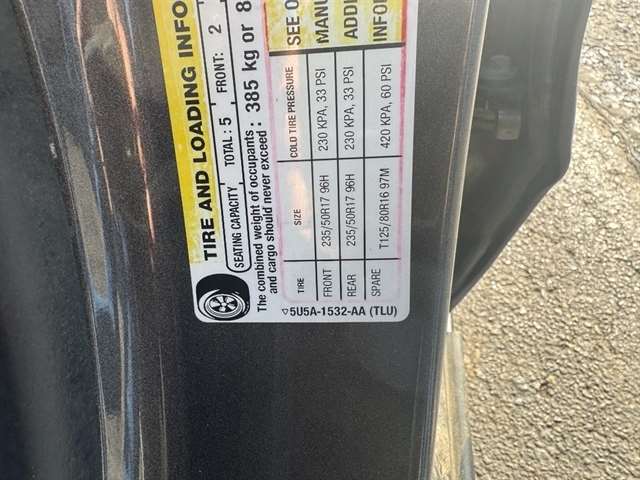 TIRE AND LOADING INFO
SEATING CAPACITY TOTAL : 5 FRONT: 2
The combined weight of occupants and cargo should never exceed : 385 kg or 8
TIRE SIZE COLD TIRE PRESSURE SEE O
FRONT 235/50R17 96H 230 KPA, 33 PSI MANU
REAR 235/50R17 96H 230 KPA, 33 PSI ADDI
SPARE T125/80R16 97M 420 KPA, 60 PSI INFO
▽5U5A-1532-AA (TLU)